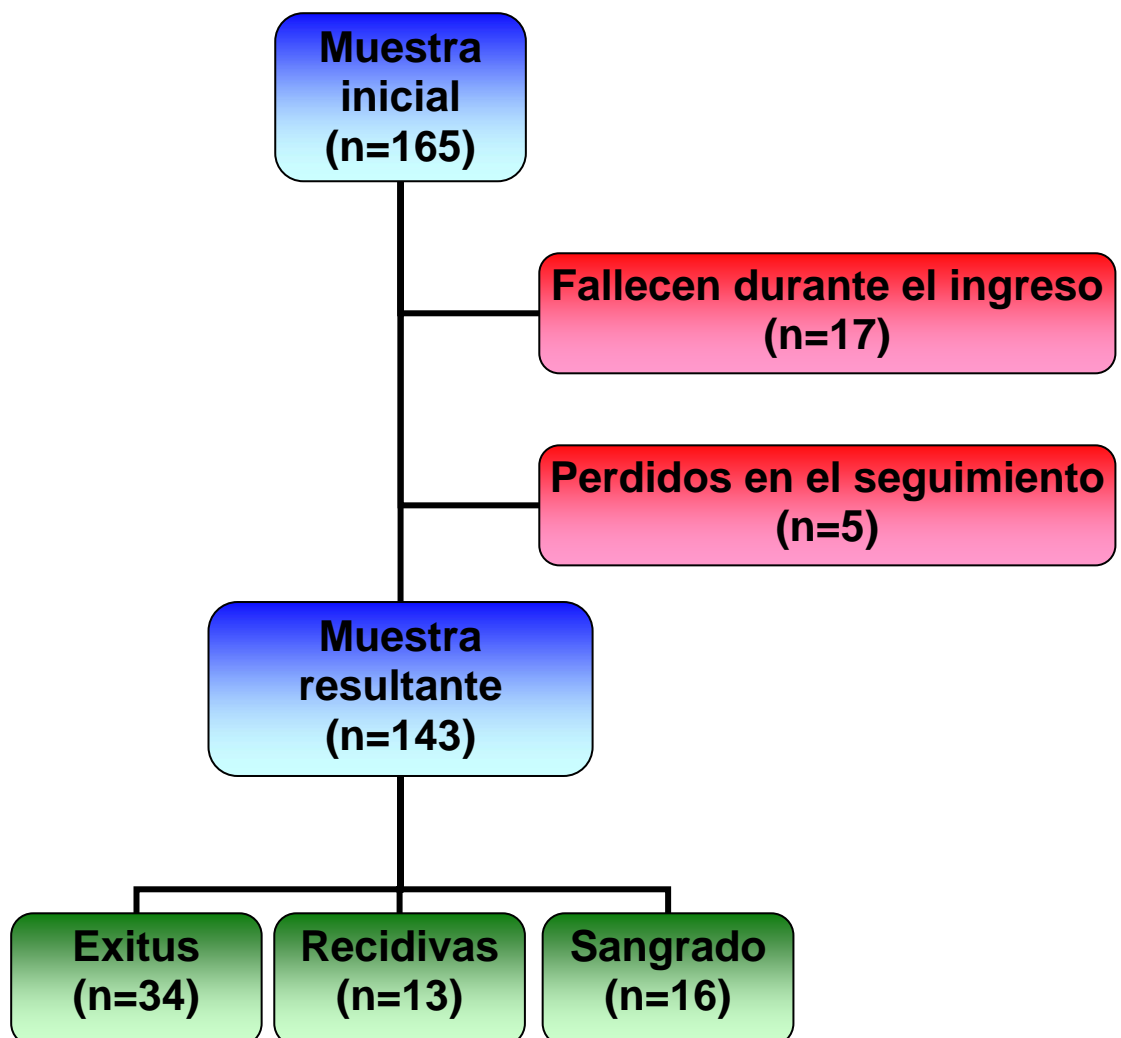 Muestra
inicial
(n=165)
Fallecen durante el ingreso
(n=17)
Perdidos en el seguimiento
(n=5)
Muestra
resultante
(n=143)
Exitus
(n=34)
Recidivas
(n=13)
Sangrado
(n=16)